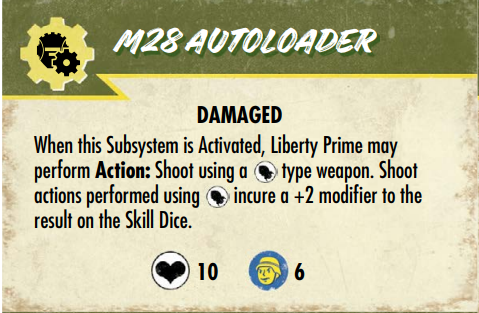 M28 AUTOLOADER
DAMAGED
When this Subsystem is Activated, Liberty Prime may
perform Action: Shoot using a type weapon. Shoot
actions performed using incure a +2 modifier to the
result on the Skill Dice.
10 6